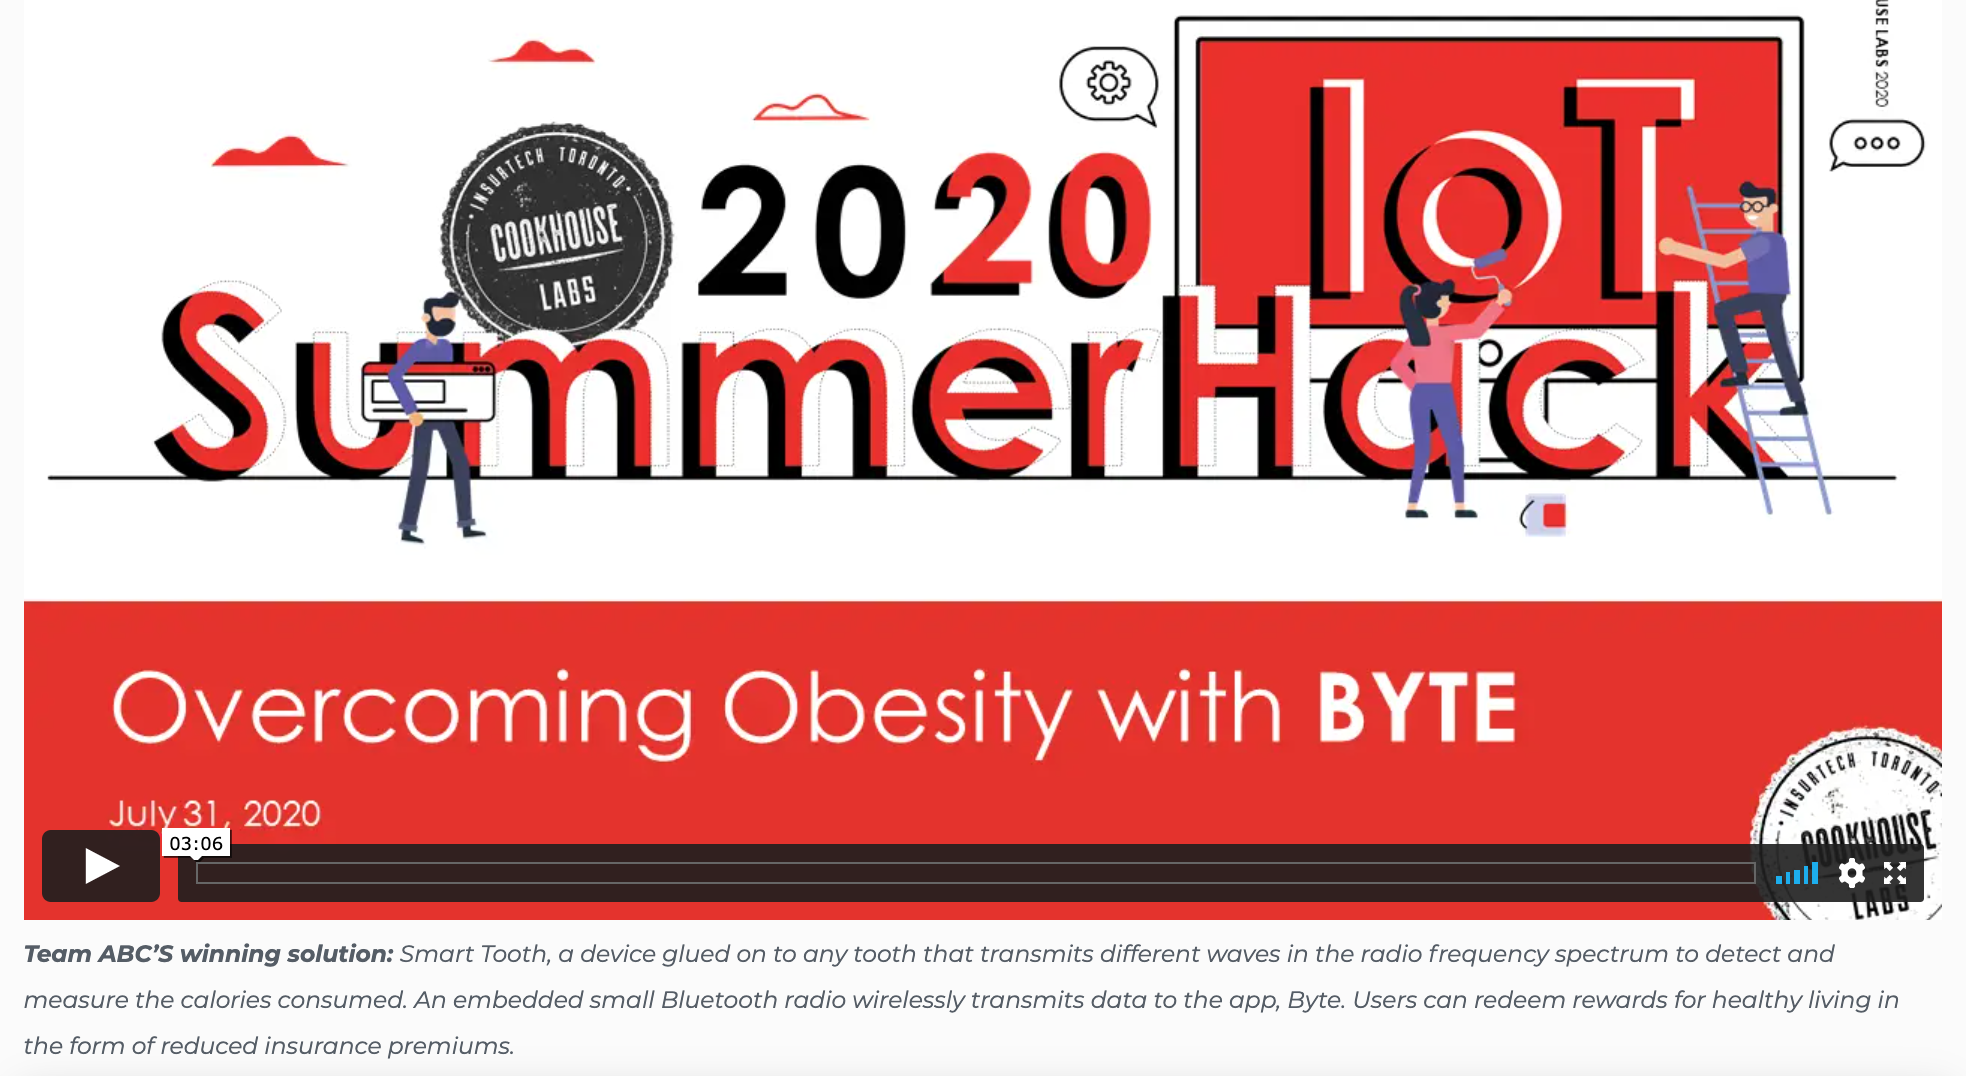 USE LABS 2020
INSURTECH TORONTO
COOKHOUSE
LABS
2020
IoT
SummerHack
Overcoming Obesity with BYTE
July 31, 2020
03:06
INSURTECH TORONTO
COOKHOUSE
LABS
Team ABC’S winning solution: Smart Tooth, a device glued on to any tooth that transmits different waves in the radio frequency spectrum to detect and
measure the calories consumed. An embedded small Bluetooth radio wirelessly transmits data to the app, Byte. Users can redeem rewards for healthy living in
the form of reduced insurance premiums.